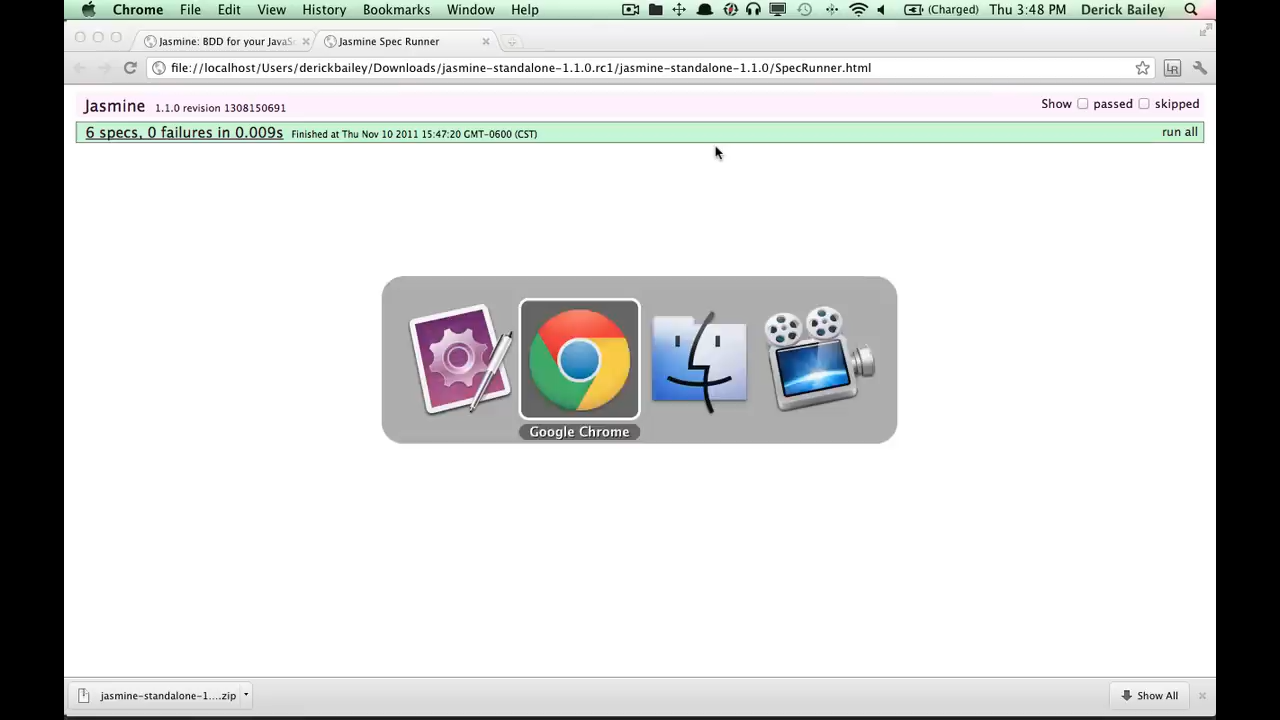 Chrome File Edit View History Bookmarks Window Help (Charged) Thu 3:48 PM Derick Bailey
Jasmine: BDD for your JavaSc Jasmine Spec Runner
file://localhost/Users/derickbailey/Downloads/jasmine-standalone-1.1.0.rc1/jasmine-standalone-1.1.0/SpecRunner.html
Jasmine 1.1.0 revision 1308150691 Show passed skipped
6 specs, 0 failures in 0.009s Finished at Thu Nov 10 2011 15:47:20 GMT-0600 (CST) run all
Google Chrome
jasmine-standalone-1....zip Show All